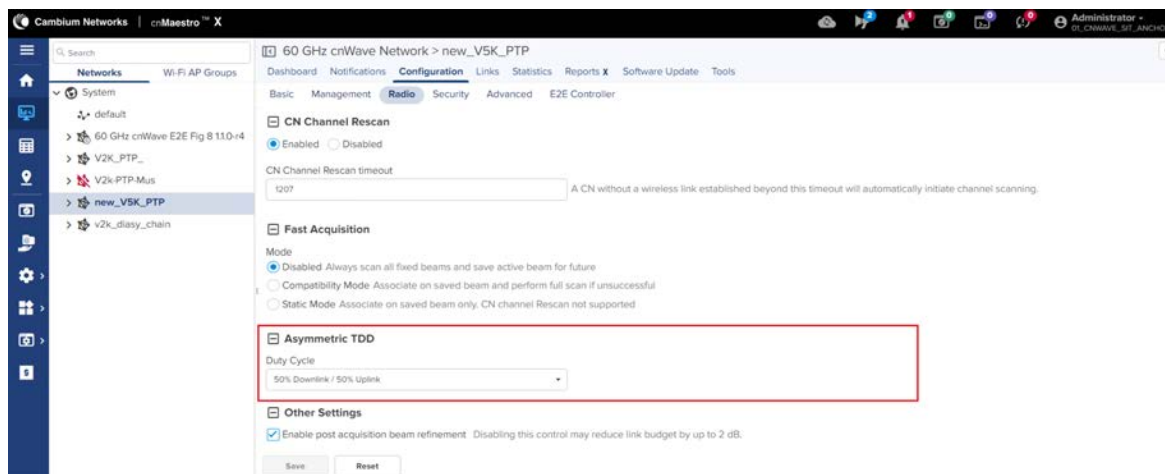 Cambium Networks | cnMaestro™ X
2
1
0
0
0
Administrator
Search
Networks Wi-Fi AP Groups
System
default
60 GHz cnWave E2E Fig 8 1.1.0-r4
V2K_PTP_
V2k-PTP-Mus
new_V5K_PTP
v2k_diasy_chain
60 GHz cnWave Network > new_V5K_PTP
Dashboard Notifications Configuration Links Statistics Reports X Software Update Tools
Basic Management Radio Security Advanced E2E Controller
CN Channel Rescan
Enabled Disabled
CN Channel Rescan timeout
1207 A CN without a wireless link established beyond this timeout will automatically initiate channel scanning.
Fast Acquisition
Mode
Disabled Always scan all fixed beams and save active beam for future
Compatibility Mode Associate on saved beam and perform full scan if unsuccessful
Static Mode Associate on saved beam only. CN channel Rescan not supported
Asymmetric TDD
Duty Cycle
50% Downlink / 50% Uplink
Other Settings
Enable post acquisition beam refinement Disabling this control may reduce link budget by up to 2 dB.
Save Reset